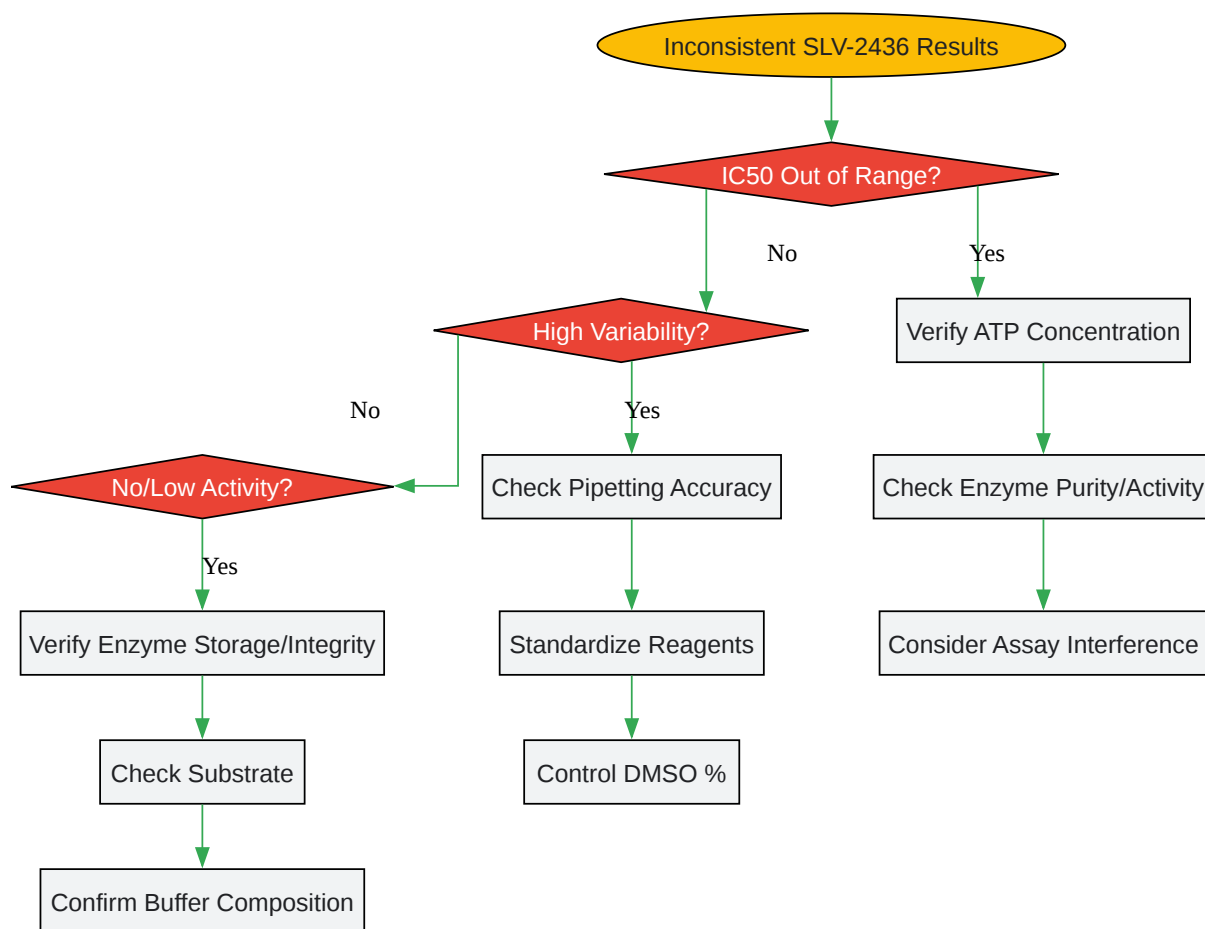 Inconsistent SLV-2436 Results
IC50 Out of Range?
No
Yes
High Variability?
Verify ATP Concentration
No
Yes
No/Low Activity?
Check Pipetting Accuracy
Check Enzyme Purity/Activity
Yes
Verify Enzyme Storage/Integrity
Standardize Reagents
Consider Assay Interference
Check Substrate
Control DMSO %
Confirm Buffer Composition